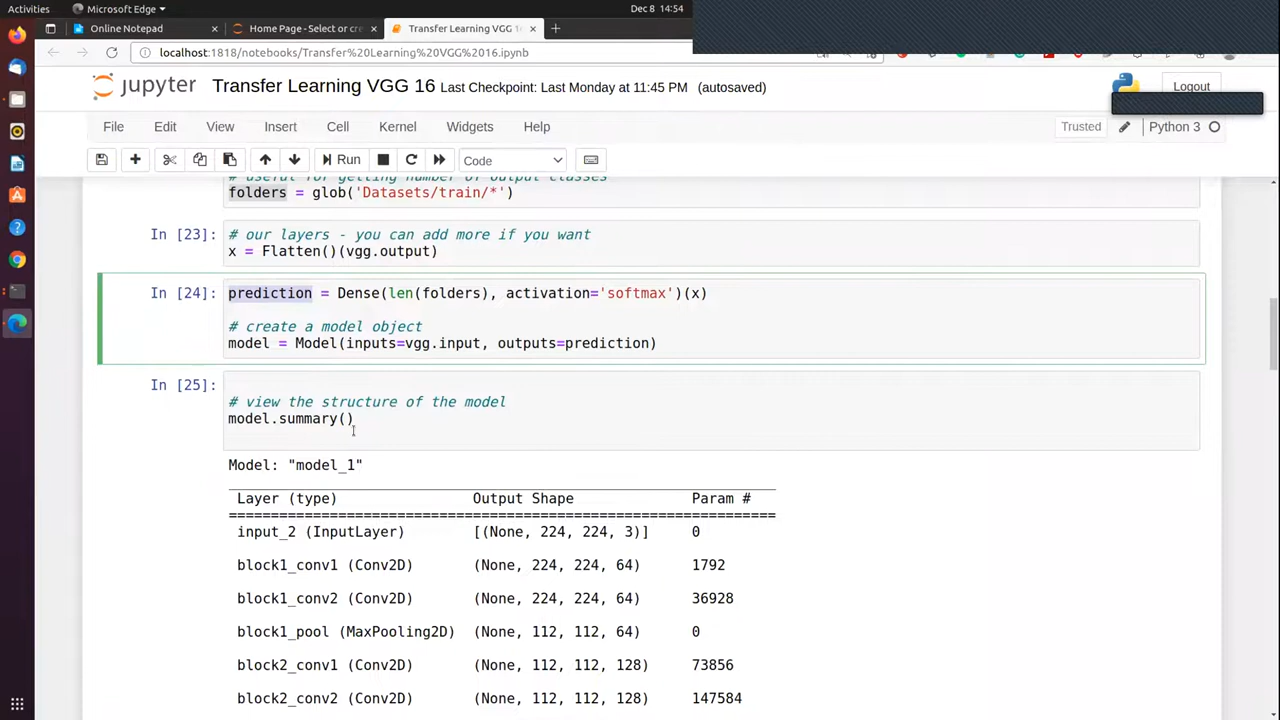 Activities
Microsoft Edge
Dec 8 14:54
Online Notepad
Home Page - Select or cre
Transfer Learning VGG 16
localhost:1818/notebooks/Transfer%20Learning%20VGG%2016.ipynb
jupyter Transfer Learning VGG 16 Last Checkpoint: Last Monday at 11:45 PM (autosaved)
Logout
File Edit View Insert Cell Kernel Widgets Help
Trusted
Python 3
Run
Code
# useful for getting number of output classes
folders = glob('Datasets/train/*')
In [23]:
# our layers - you can add more if you want
x = Flatten()(vgg.output)
In [24]:
prediction = Dense(len(folders), activation='softmax')(x)
# create a model object
model = Model(inputs=vgg.input, outputs=prediction)
In [25]:
# view the structure of the model
model.summary()
Model: "model_1"
Layer (type) Output Shape Param #
=================================================================
input_2 (InputLayer) [(None, 224, 224, 3)] 0
block1_conv1 (Conv2D) (None, 224, 224, 64) 1792
block1_conv2 (Conv2D) (None, 224, 224, 64) 36928
block1_pool (MaxPooling2D) (None, 112, 112, 64) 0
block2_conv1 (Conv2D) (None, 112, 112, 128) 73856
block2_conv2 (Conv2D) (None, 112, 112, 128) 147584